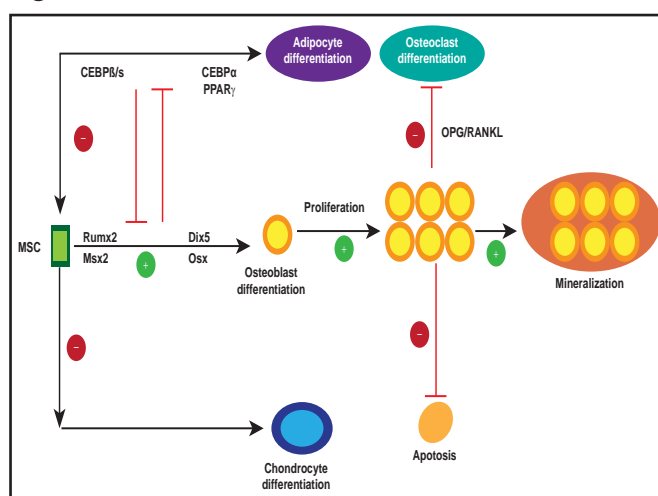 Adipocyte
differentiation
Osteoclast
differentiation
CEBPß/s
CEBPα
PPARγ
−
−
OPG/RANKL
MSC
Rumx2
Msx2
Dix5
Osx
+
Osteoblast
differentiation
Proliferation
+
+
Mineralization
−
−
Chondrocyte
differentiation
Apotosis